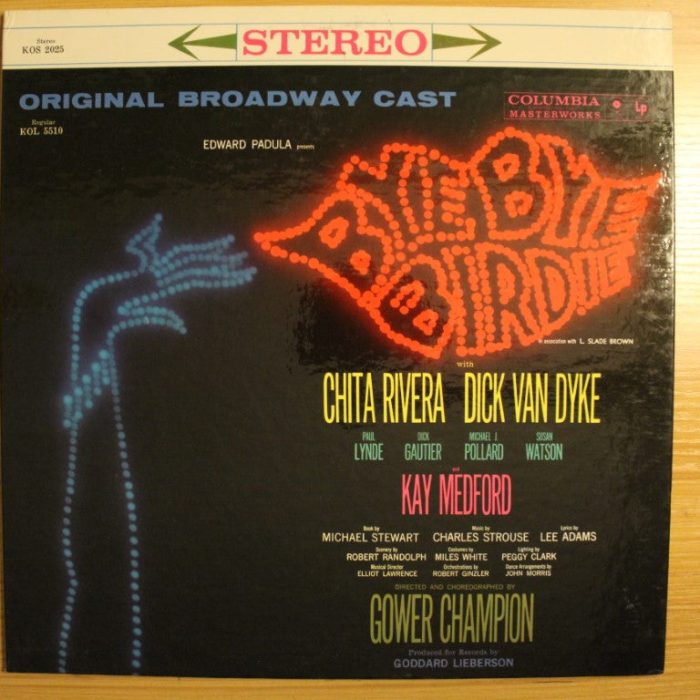 Stereo
KOS 2025
STEREO
ORIGINAL BROADWAY CAST
COLUMBIA
MASTERWORKS
Lp
Regular
KOL 5510
EDWARD PADULA presents
BYE BYE
BIRDIE
in association with L. SLADE BROWN
with
CHITA RIVERA DICK VAN DYKE
PAUL LYNDE
DICK GAUTIER
MICHAEL J. POLLARD
SUSAN WATSON
and
KAY MEDFORD
Book by Music by Lyrics by
MICHAEL STEWART CHARLES STROUSE LEE ADAMS
Scenery by Costumes by Lighting by
ROBERT RANDOLPH MILES WHITE PEGGY CLARK
Musical Director Orchestrations by Dance Arrangements by
ELLIOT LAWRENCE ROBERT GINZLER JOHN MORRIS
DIRECTED AND CHOREOGRAPHED BY
GOWER CHAMPION
Produced for Records by
GODDARD LIEBERSON